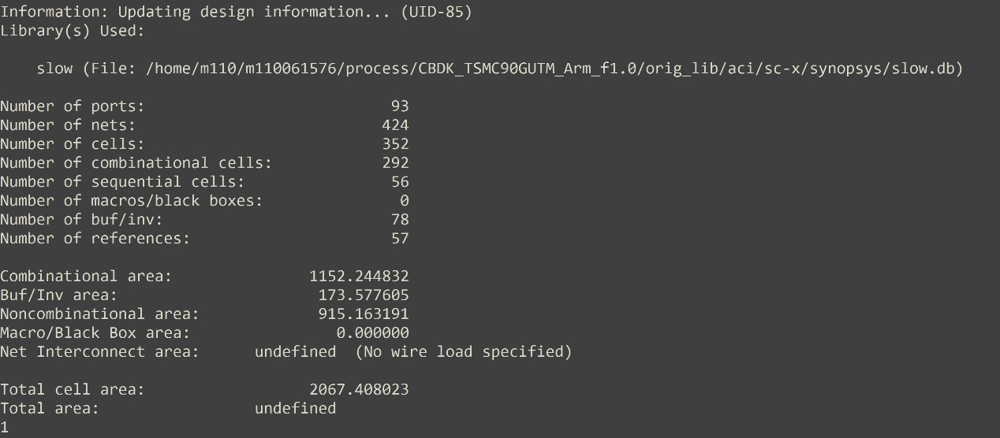 Information: Updating design information... (UID-85)
Library(s) Used:
slow (File: /home/m110/m110061576/process/CBDK_TSMC90GUTM_Arm_f1.0/orig_lib/aci/sc-x/synopsys/slow.db)
Number of ports: 93
Number of nets: 424
Number of cells: 352
Number of combinational cells: 292
Number of sequential cells: 56
Number of macros/black boxes: 0
Number of buf/inv: 78
Number of references: 57
Combinational area: 1152.244832
Buf/Inv area: 173.577605
Noncombinational area: 915.163191
Macro/Black Box area: 0.000000
Net Interconnect area: undefined (No wire load specified)
Total cell area: 2067.408023
Total area: undefined
1